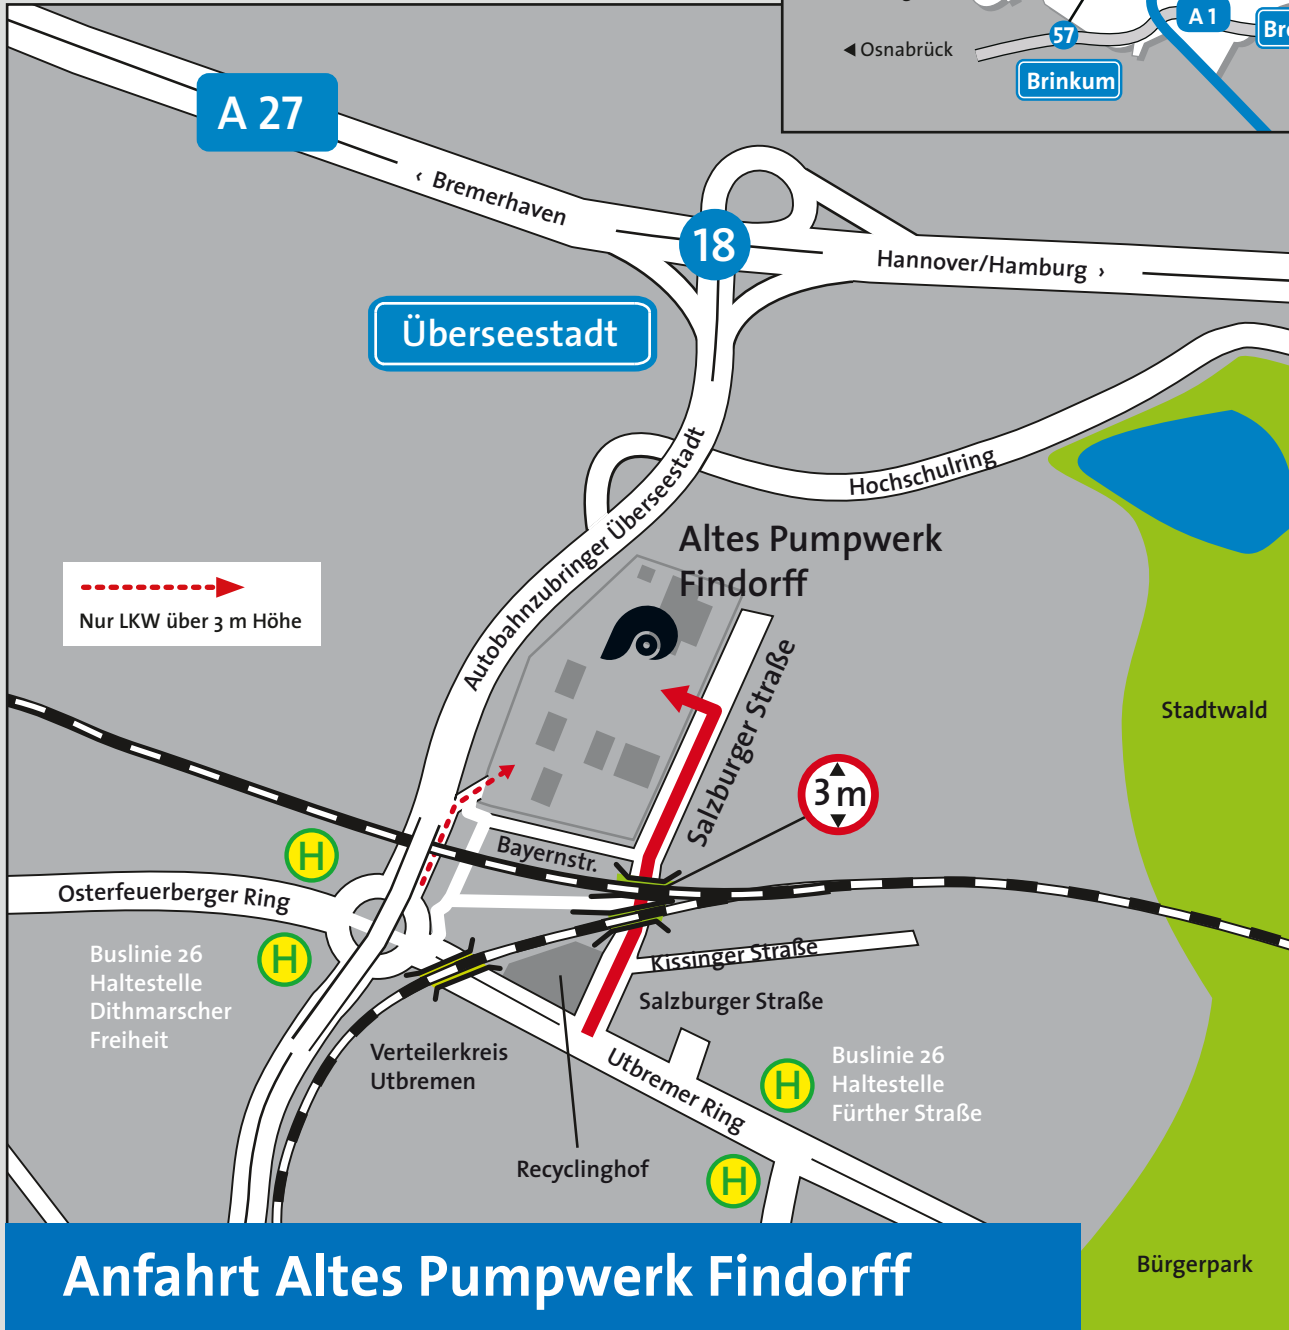 A 1
57
◄ Osnabrück
Brinkum
A 27
‹ Bremerhaven
18
Hannover/Hamburg ›
Überseestadt
Autobahnzubringer Überseestadt
Hochschulring
Altes Pumpwerk
Findorff
Nur LKW über 3 m Höhe
Salzburger Straße
Stadtwald
3 m
Bayernstr.
H
Osterfeuerberger Ring
H
Buslinie 26
Haltestelle
Dithmarscher
Freiheit
Kissinger Straße
Salzburger Straße
Verteilerkreis
Utbremen
Utbremer Ring
H
Buslinie 26
Haltestelle
Fürther Straße
Recyclinghof
H
Anfahrt Altes Pumpwerk Findorff
Bürgerpark